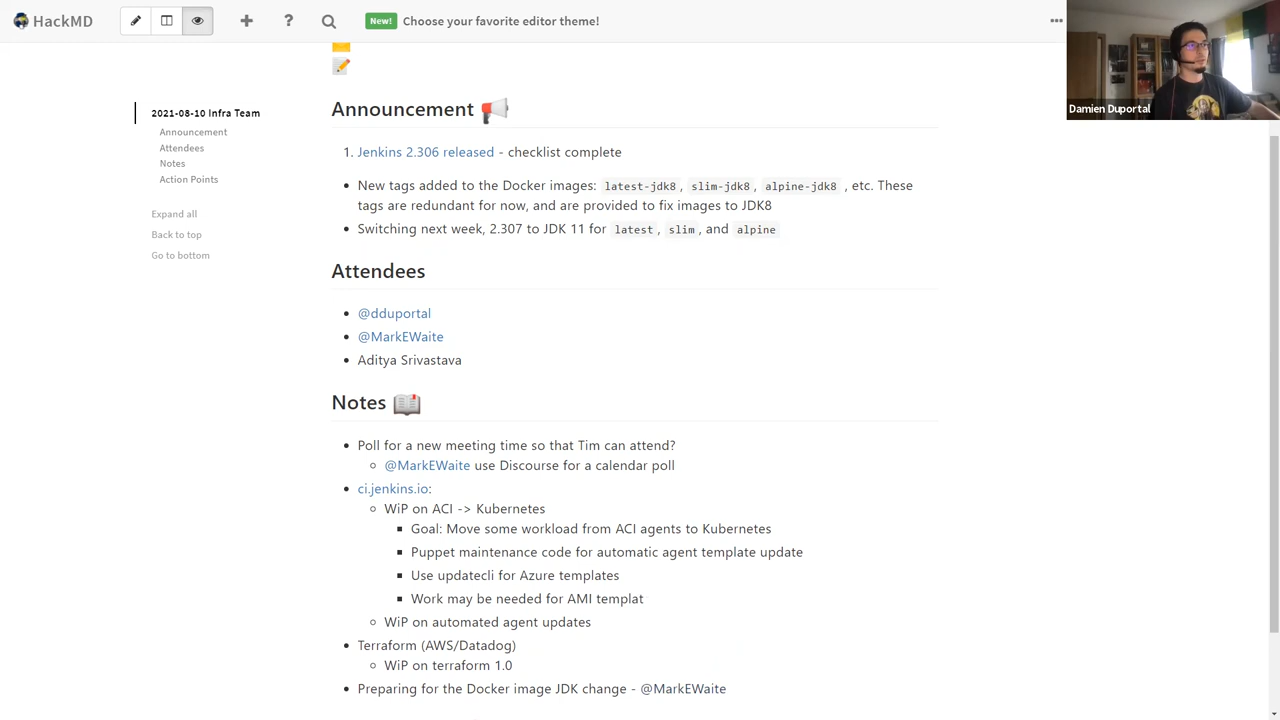 HackMD
New!
Choose your favorite editor theme!
Damien Duportal
2021-08-10 Infra Team
Announcement
Attendees
Notes
Action Points
Expand all
Back to top
Go to bottom
Announcement
1. Jenkins 2.306 released - checklist complete
New tags added to the Docker images: latest-jdk8, slim-jdk8, alpine-jdk8 , etc. These
tags are redundant for now, and are provided to fix images to JDK8
Switching next week, 2.307 to JDK 11 for latest, slim, and alpine
Attendees
@dduportal
@MarkEWaite
Aditya Srivastava
Notes
Poll for a new meeting time so that Tim can attend?
@MarkEWaite use Discourse for a calendar poll
ci.jenkins.io:
WiP on ACI -> Kubernetes
Goal: Move some workload from ACI agents to Kubernetes
Puppet maintenance code for automatic agent template update
Use updatecli for Azure templates
Work may be needed for AMI templat
WiP on automated agent updates
Terraform (AWS/Datadog)
WiP on terraform 1.0
Preparing for the Docker image JDK change - @MarkEWaite